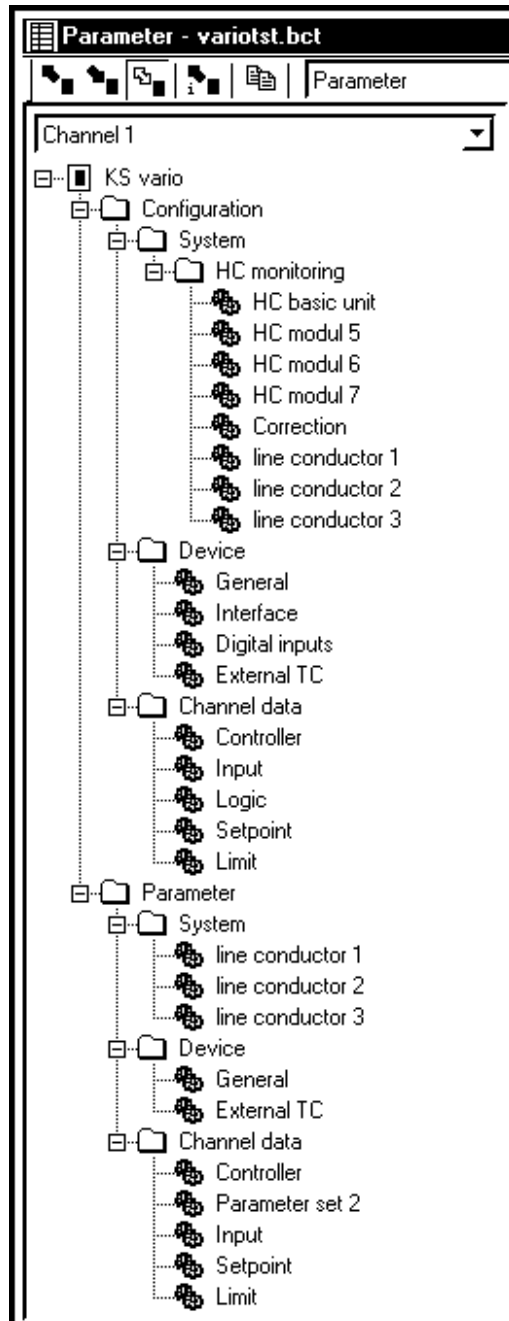 Parameter - variotst.bct
Parameter
Channel 1
KS vario
Configuration
System
HC monitoring
HC basic unit
HC modul 5
HC modul 6
HC modul 7
Correction
line conductor 1
line conductor 2
line conductor 3
Device
General
Interface
Digital inputs
External TC
Channel data
Controller
Input
Logic
Setpoint
Limit
Parameter
System
line conductor 1
line conductor 2
line conductor 3
Device
General
External TC
Channel data
Controller
Parameter set 2
Input
Setpoint
Limit